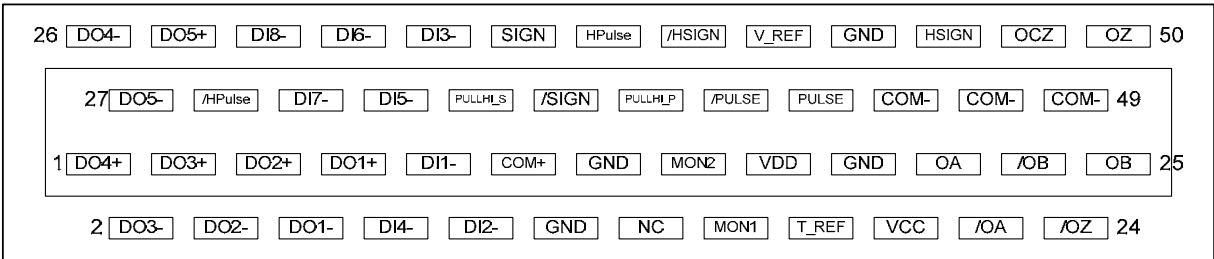 26 DO4- DO5+ DI8- DI6- DI3- SIGN HPulse /HSIGN V_REF GND HSIGN OCZ OZ 50
27 DO5- /HPulse DI7- DI5- PULLHI_S /SIGN PULLHI_P /PULSE PULSE COM- COM- COM- 49
1 DO4+ DO3+ DO2+ DO1+ DI1- COM+ GND MON2 VDD GND OA /OB OB 25
2 DO3- DO2- DO1- DI4- DI2- GND NC MON1 T_REF VCC /OA /OZ 24